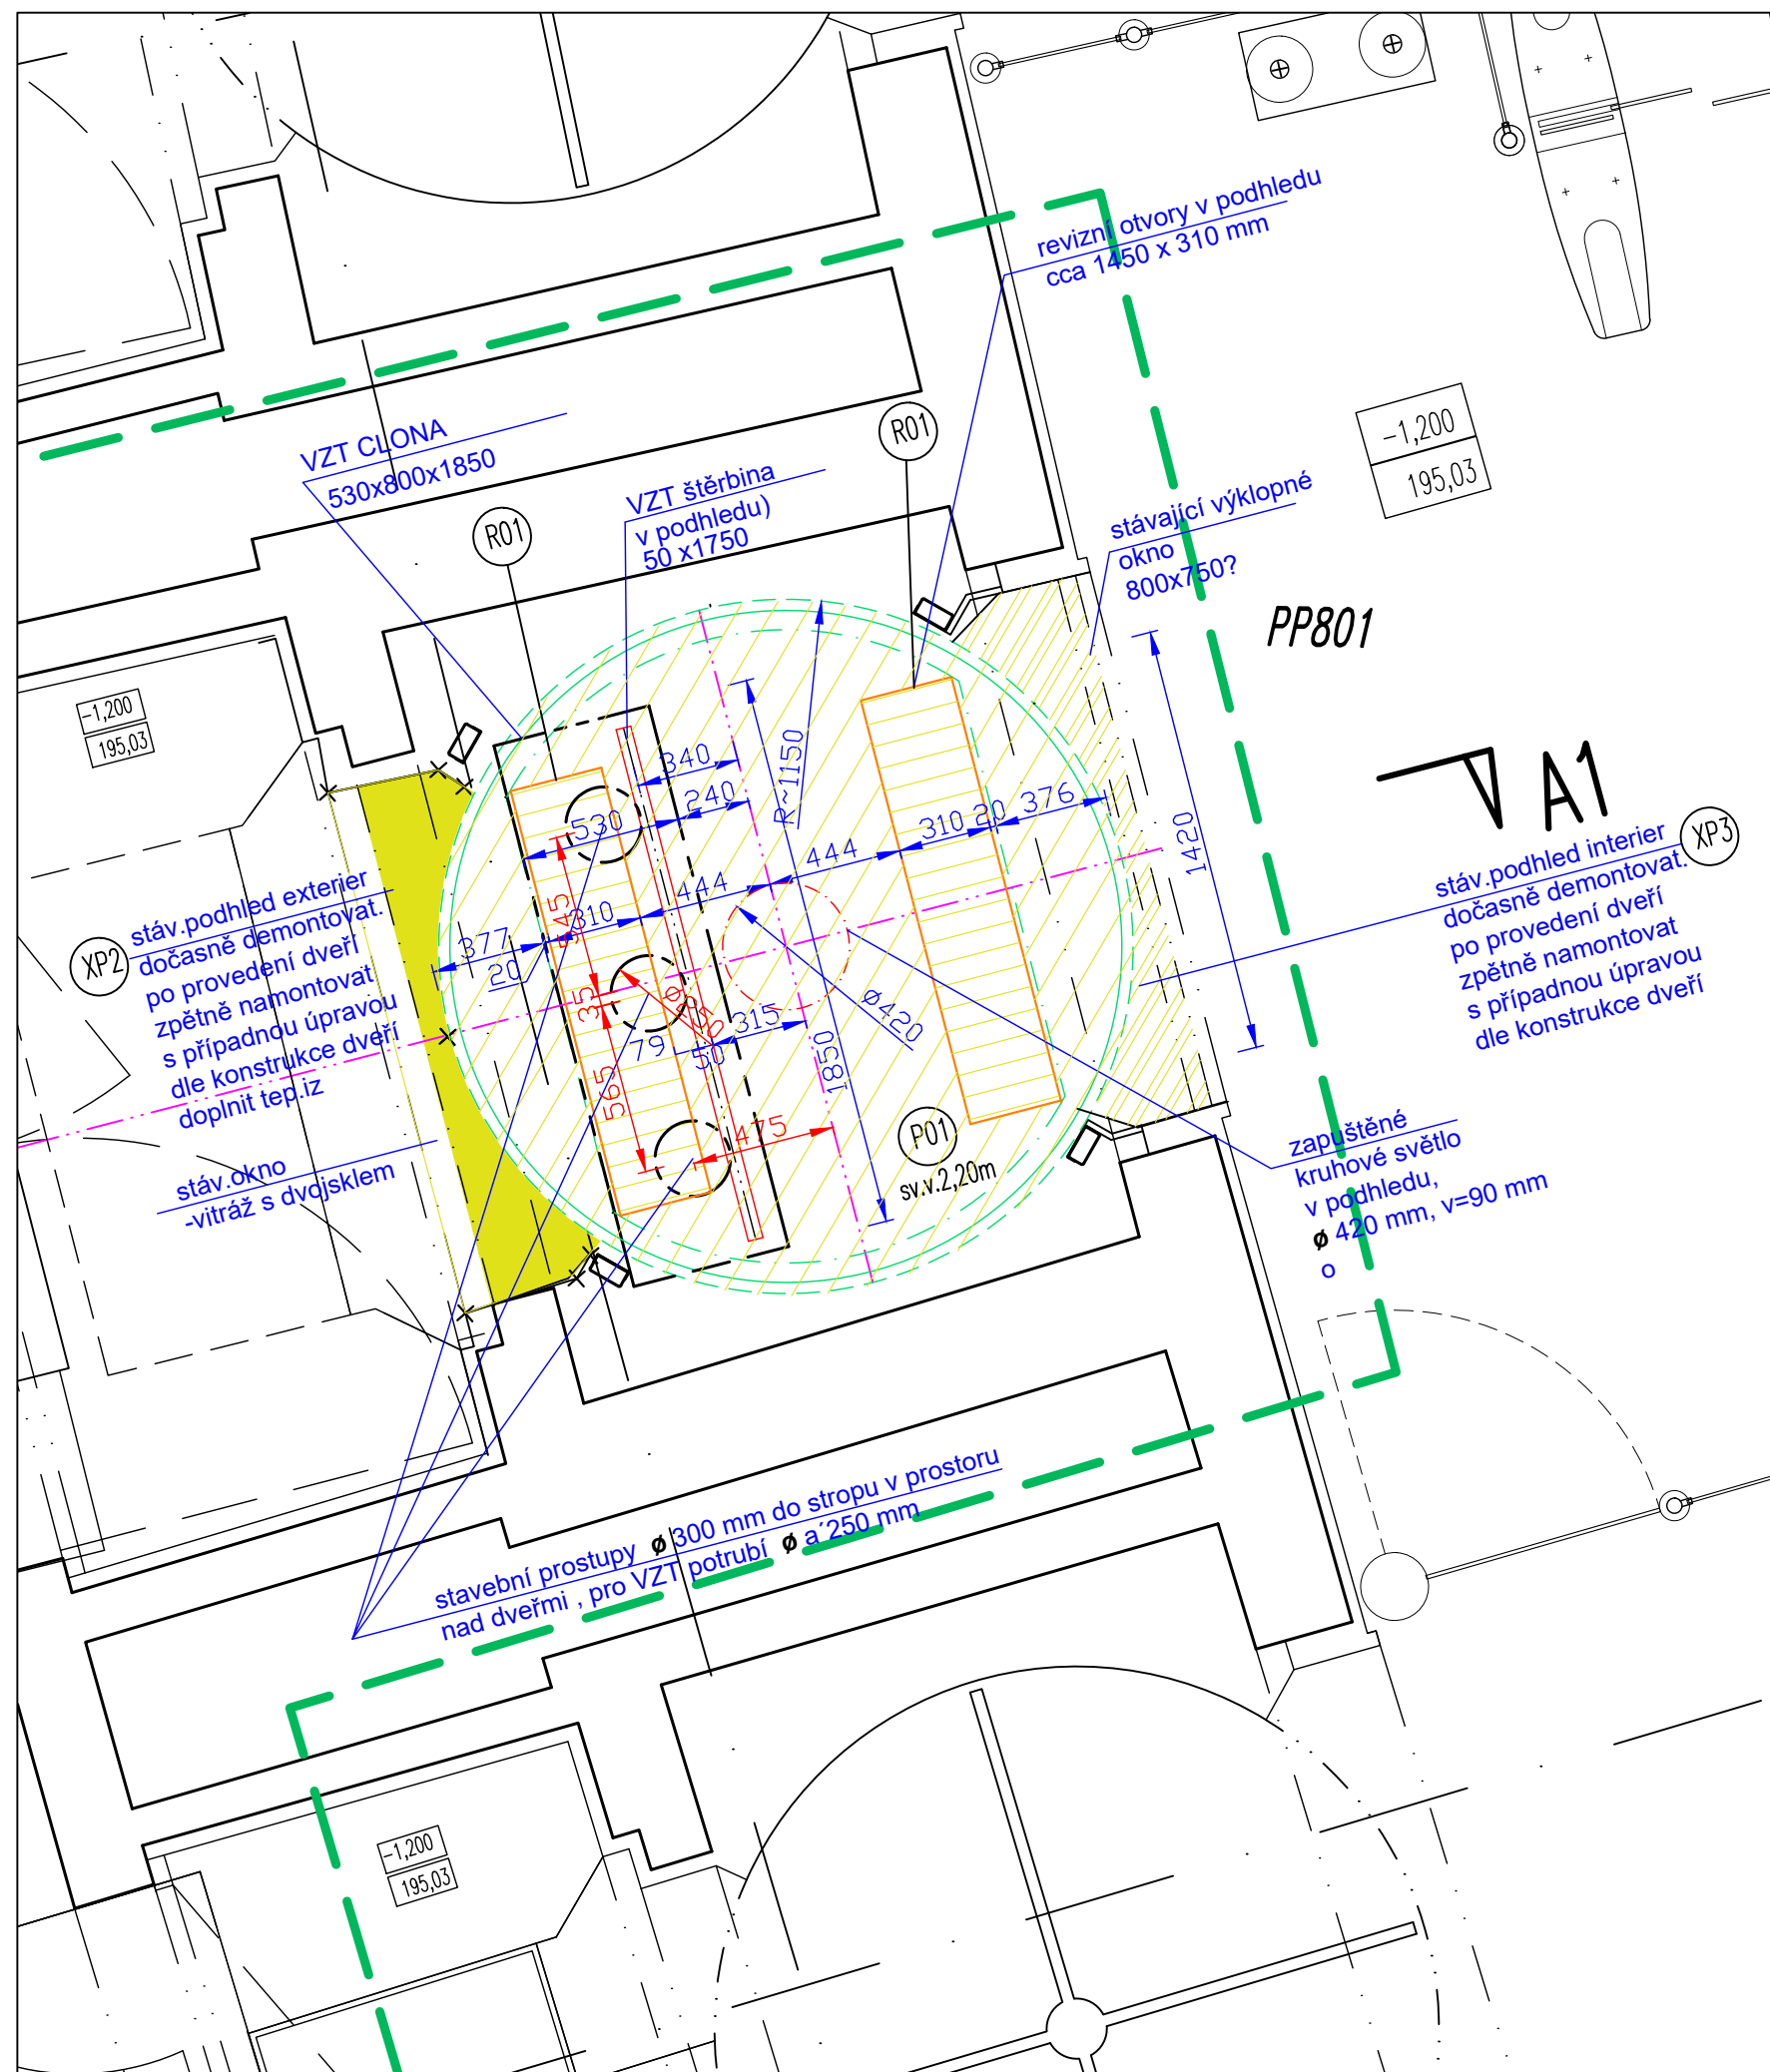 revizní otvory v podhledu
cca 1450 x 310 mm
-1,200
195,03
R01
VZT CLONA
530x800x1850
VZT štěrbina
v podhledu)
50 x1750
R01
stávající výklopné
okno
800x750?
PP801
-1,200
195,03
A1
XP3
stáv.podhled interier
dočasně demontovat.
po provedení dveří
zpětně namontovat
s případnou úpravou
dle konstrukce dveří
XP2
stáv.podhled exterier
dočasně demontovat.
po provedení dveří
zpětně namontovat
s případnou úpravou
dle konstrukce dveří
doplnit tep.iz
stáv.okno
-vitráž s dvojsklem
340
240
R~1150
530
444
310
20
376
1420
545
310
444
377
20
35
315
79
50
1850
ø420
565
475
P01
sv.v.2,20m
zapuštěné
kruhové světlo
v podhledu,
ø 420 mm, v=90 mm
o
stavební prostupy ø 300 mm do stropu v prostoru
nad dveřmi , pro VZT potrubí ø a´250 mm
-1,200
195,03